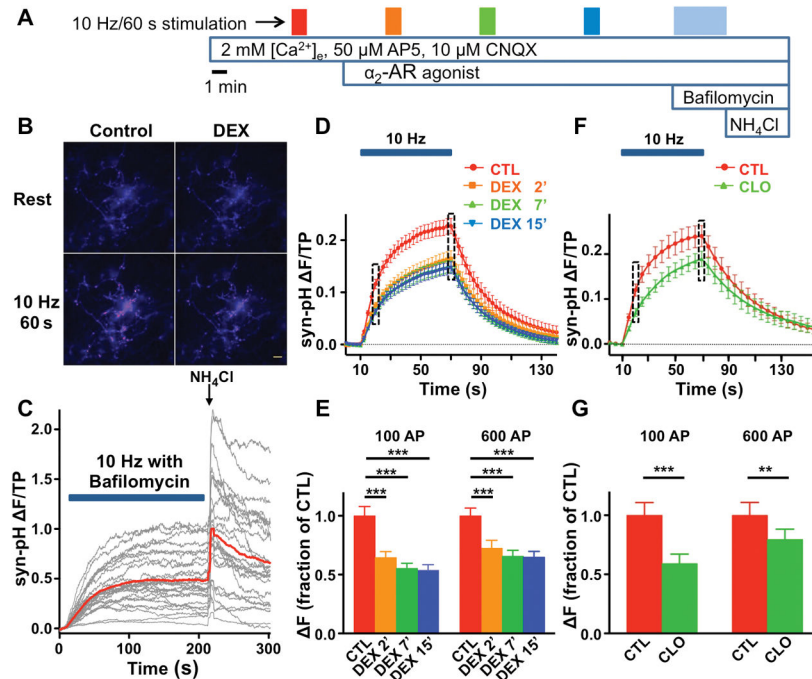 A
10 Hz/60 s stimulation
2 mM [Ca²⁺]ₑ, 50 µM AP5, 10 µM CNQX
1 min
α₂-AR agonist
Bafilomycin
NH₄Cl
B
Control
DEX
Rest
10 Hz
60 s
C
NH₄Cl
10 Hz with
Bafilomycin
syn-pH ΔF/TP
2.0
1.5
1.0
0.5
0.0
0
100
200
300
Time (s)
D
10 Hz
CTL
DEX 2'
DEX 7'
DEX 15'
syn-pH ΔF/TP
0.2
0.1
0.0
10
50
90
130
Time (s)
E
100 AP
600 AP
***
***
***
***
***
***
ΔF (fraction of CTL)
1.0
0.5
0.0
CTL
DEX 2'
DEX 7'
DEX 15'
CTL
DEX 2'
DEX 7'
DEX 15'
F
10 Hz
CTL
CLO
syn-pH ΔF/TP
0.2
0.1
0.0
10
50
90
130
Time (s)
G
100 AP
600 AP
***
**
ΔF (fraction of CTL)
1.0
0.5
0.0
CTL
CLO
CTL
CLO